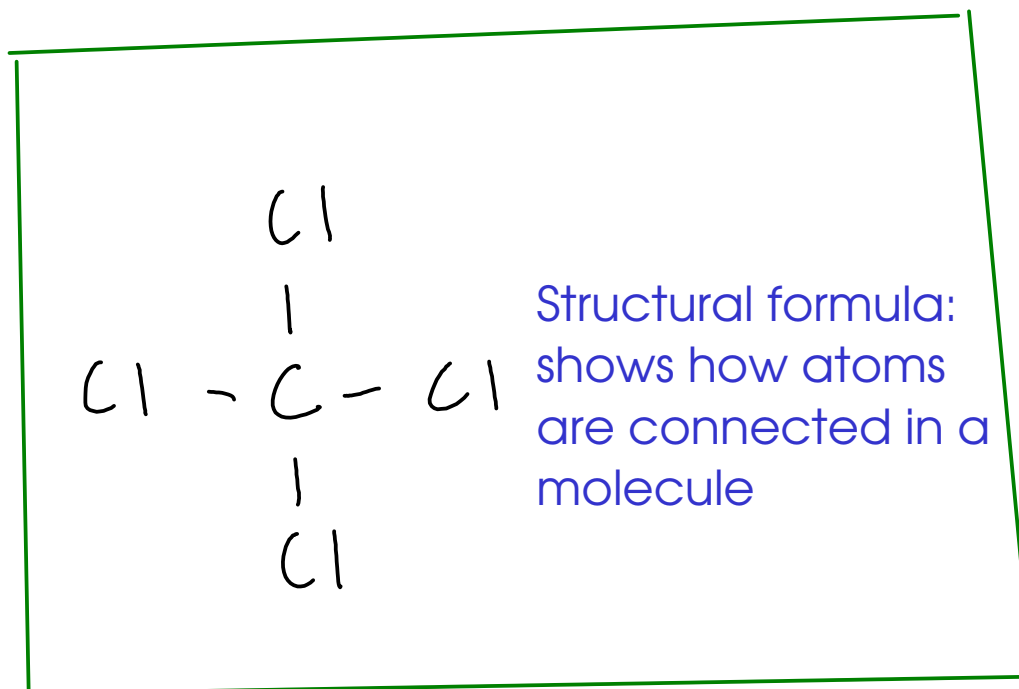 Cl
|
Cl - C - Cl
|
Cl
Structural formula:
shows how atoms
are connected in a
molecule